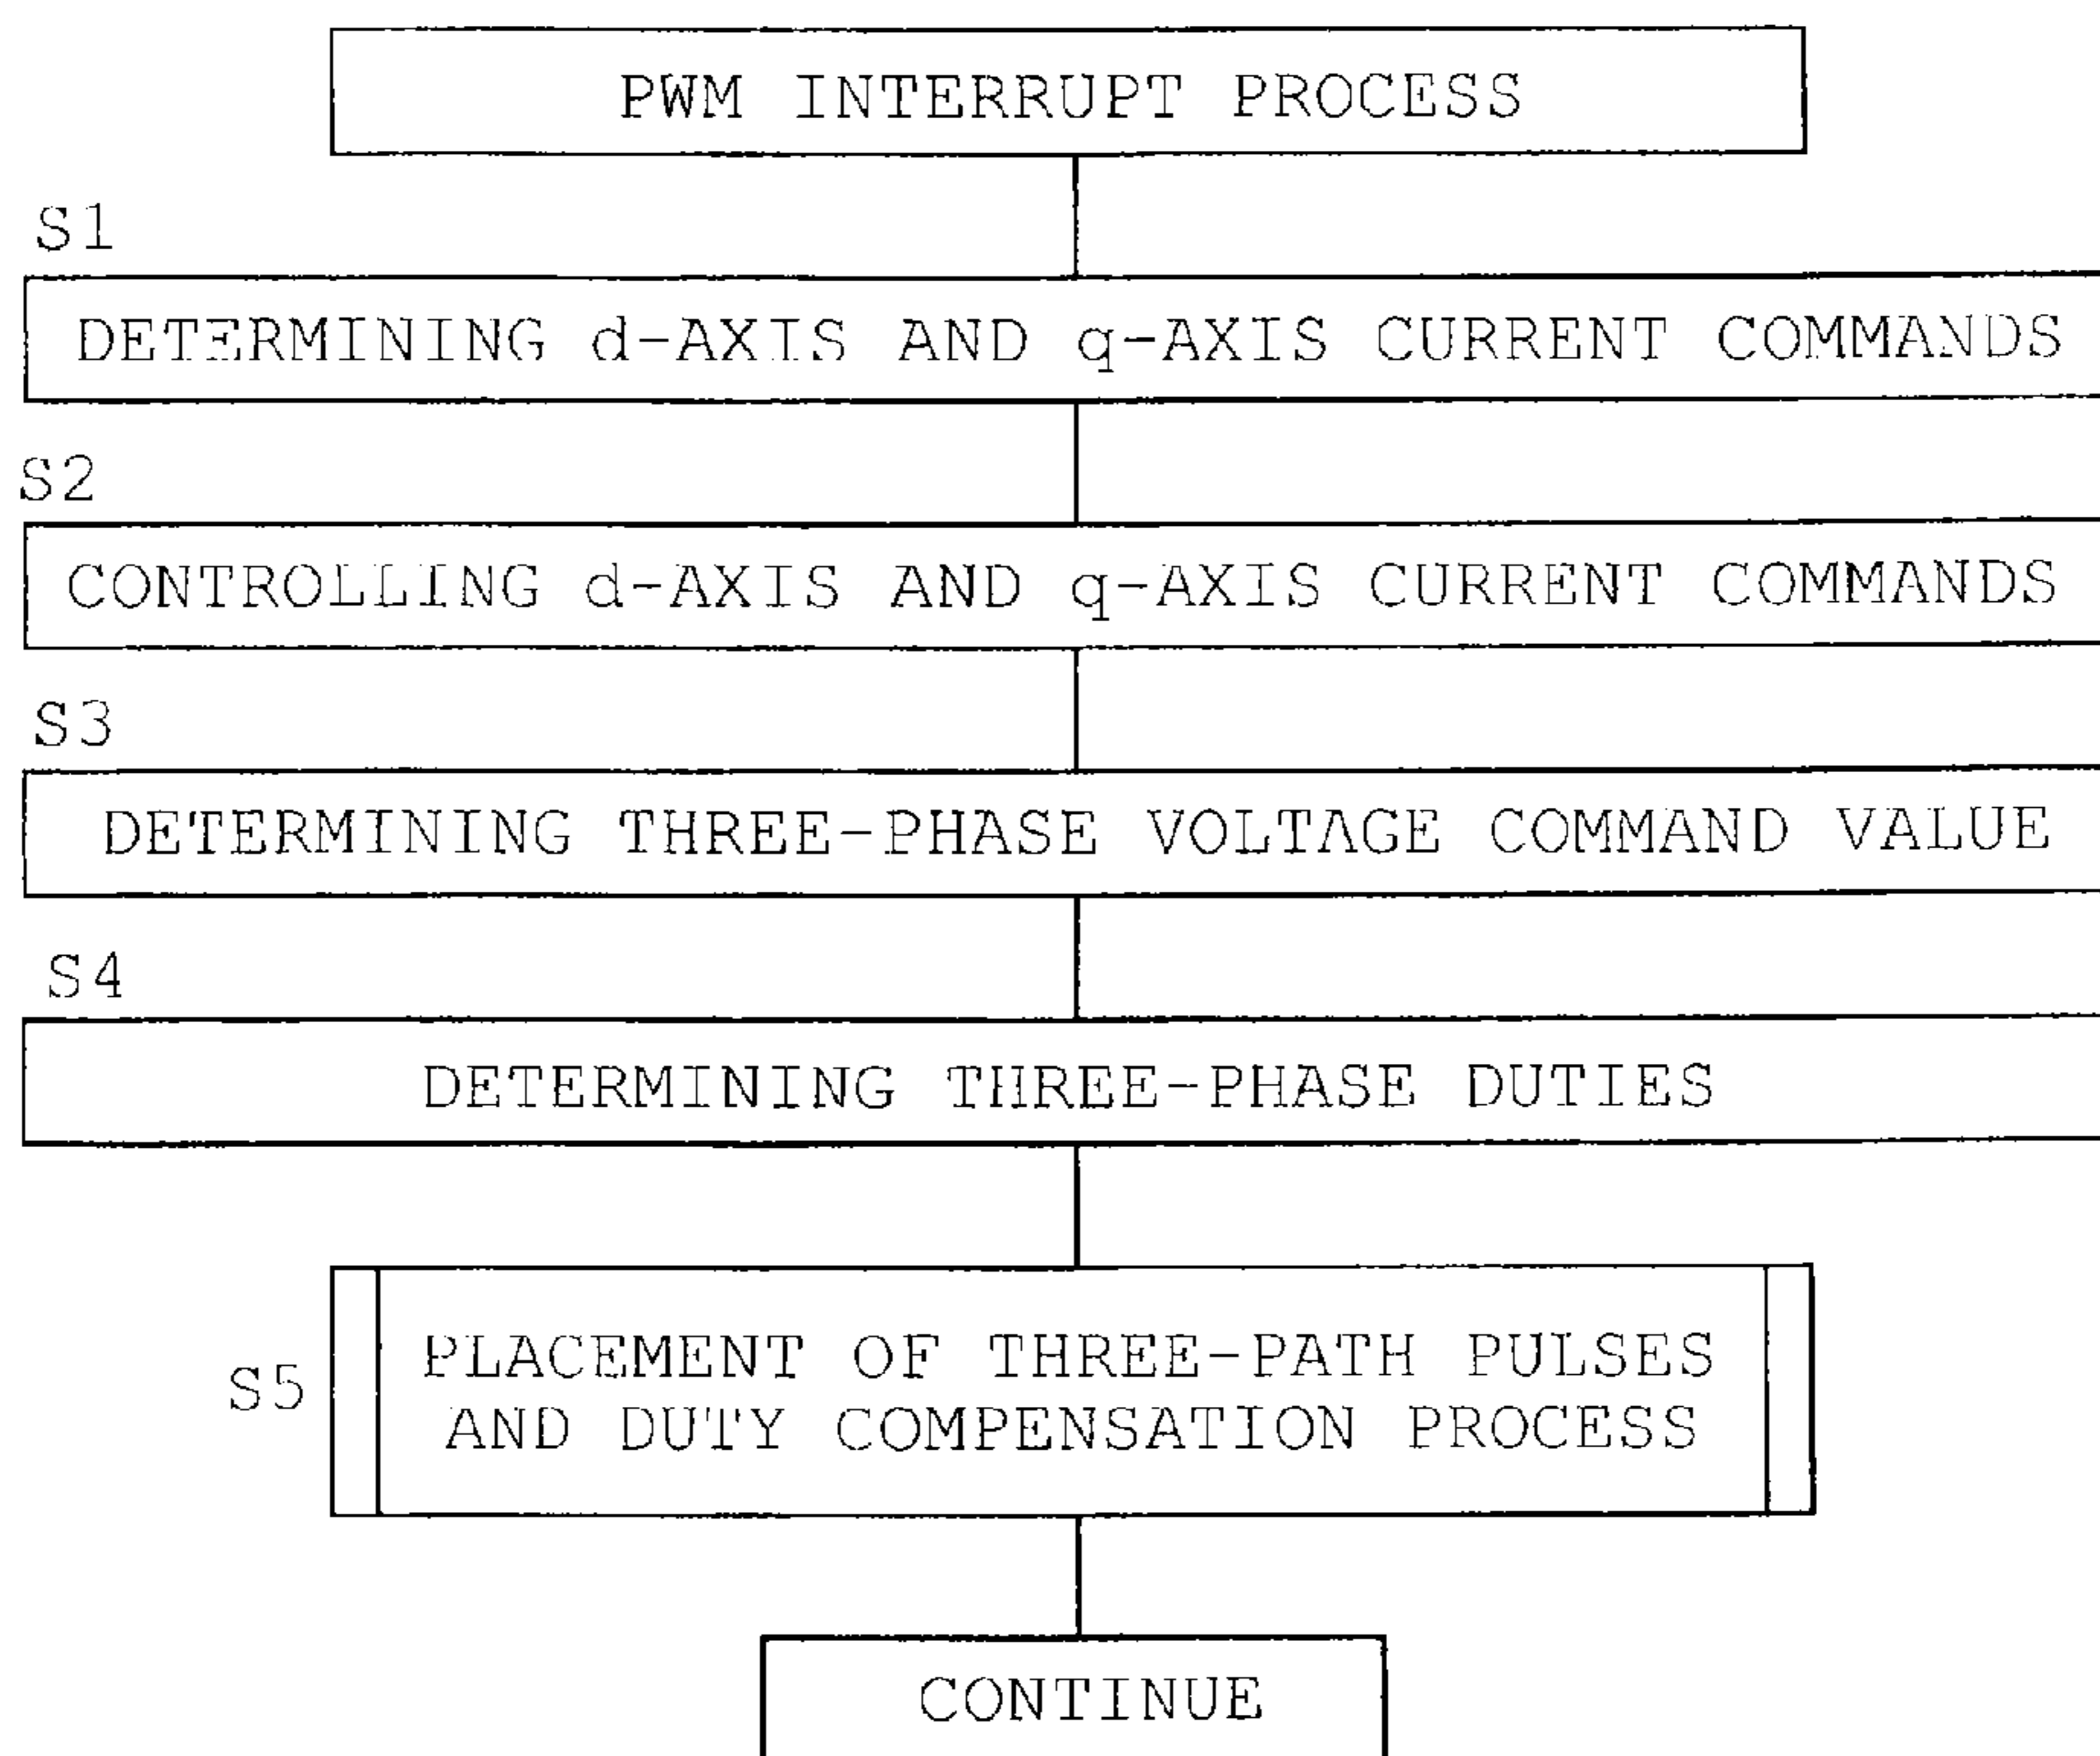 PWM INTERRUPT PROCESS
S1
DETERMINING d-AXIS AND q-AXIS CURRENT COMMANDS
S2
CONTROLLING d-AXIS AND q-AXIS CURRENT COMMANDS
S3
DETERMINING THREE-PHASE VOLTAGE COMMAND VALUE
S4
DETERMINING THREE-PHASE DUTIES
S5
PLACEMENT OF THREE-PATH PULSES
AND DUTY COMPENSATION PROCESS
CONTINUE